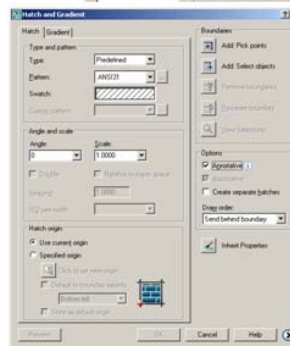 Hatch and Gradient
Hatch Gradient
Type and pattern
Type: Predefined
Pattern: ANSI31
Swatch:
Custom pattern:
Angle and scale
Angle: Scale:
0 1.0000
Double Relative to paper space
Spacing: 1.0000
ISO pen width:
Hatch origin
Use current origin
Specified origin
Click to set new origin
Default to boundary extents
Bottom left
Store as default origin
Preview
Boundaries
Add: Pick points
Add: Select objects
Remove boundaries
Recreate boundary
View Selections
Options
Annotative
Associative
Create separate hatches
Draw order:
Send behind boundary
Inherit Properties
OK Cancel Help